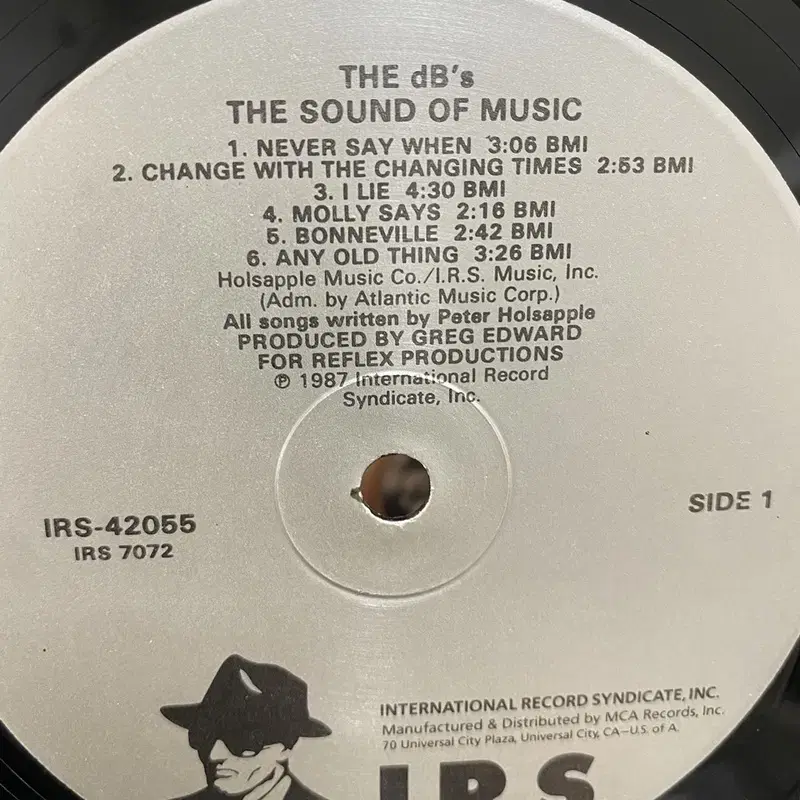 THE dB's
THE SOUND OF MUSIC
1. NEVER SAY WHEN 3:06 BMI
2. CHANGE WITH THE CHANGING TIMES 2:53 BMI
3. I LIE 4:30 BMI
4. MOLLY SAYS 2:16 BMI
5. BONNEVILLE 2:42 BMI
6. ANY OLD THING 3:26 BMI
Holsapple Music Co./I.R.S. Music, Inc.
(Adm. by Atlantic Music Corp.)
All songs written by Peter Holsapple
PRODUCED BY GREG EDWARD
FOR REFLEX PRODUCTIONS
℗ 1987 International Record
Syndicate, Inc.
IRS-42055
IRS 7072
SIDE 1
INTERNATIONAL RECORD SYNDICATE, INC.
Manufactured & Distributed by MCA Records, Inc.
70 Universal City Plaza, Universal City, CA–U.S. of A.
I.R.S